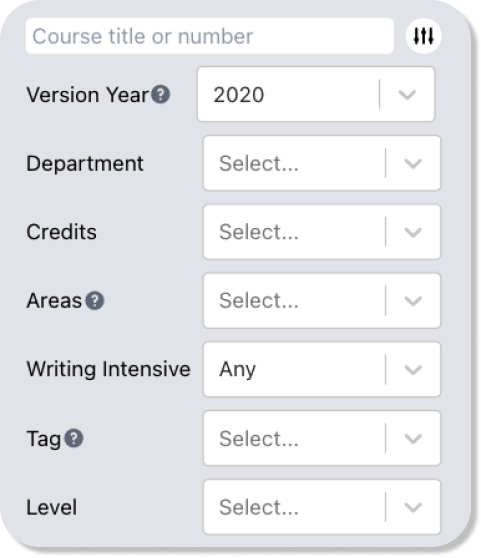 Course title or number
Version Year? 2020
Department Select...
Credits Select...
Areas? Select...
Writing Intensive Any
Tag? Select...
Level Select...